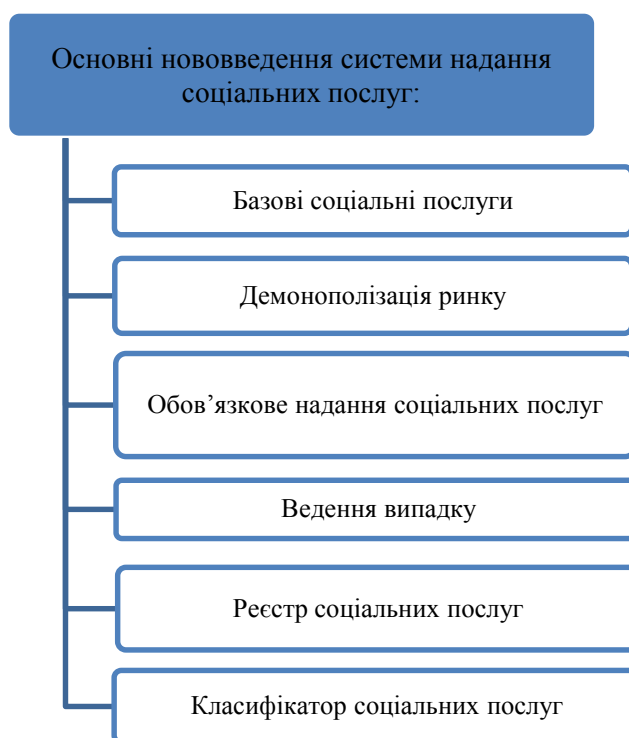 Основні нововведення системи надання
соціальних послуг:
Базові соціальні послуги
Демонополізація ринку
Обов’язкове надання соціальних послуг
Ведення випадку
Реєстр соціальних послуг
Класифікатор соціальних послуг